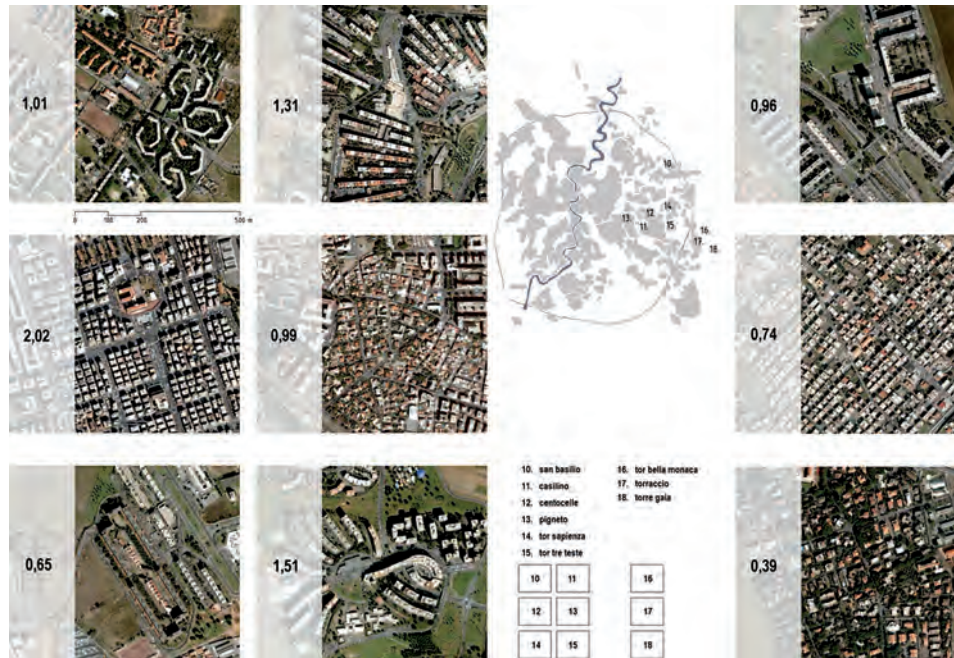 1,01
1,31
0,96
0 100 200 500 m
2,02
0,99
0,74
0,65
1,51
0,39
10
14
12
13
11
15
16
17
18
10. san basilio
11. casilino
12. centocelle
13. pigneto
14. tor sapienza
15. tor tre teste
16. tor bella monaca
17. torraccio
18. torre gaia
10 11 16
12 13 17
14 15 18